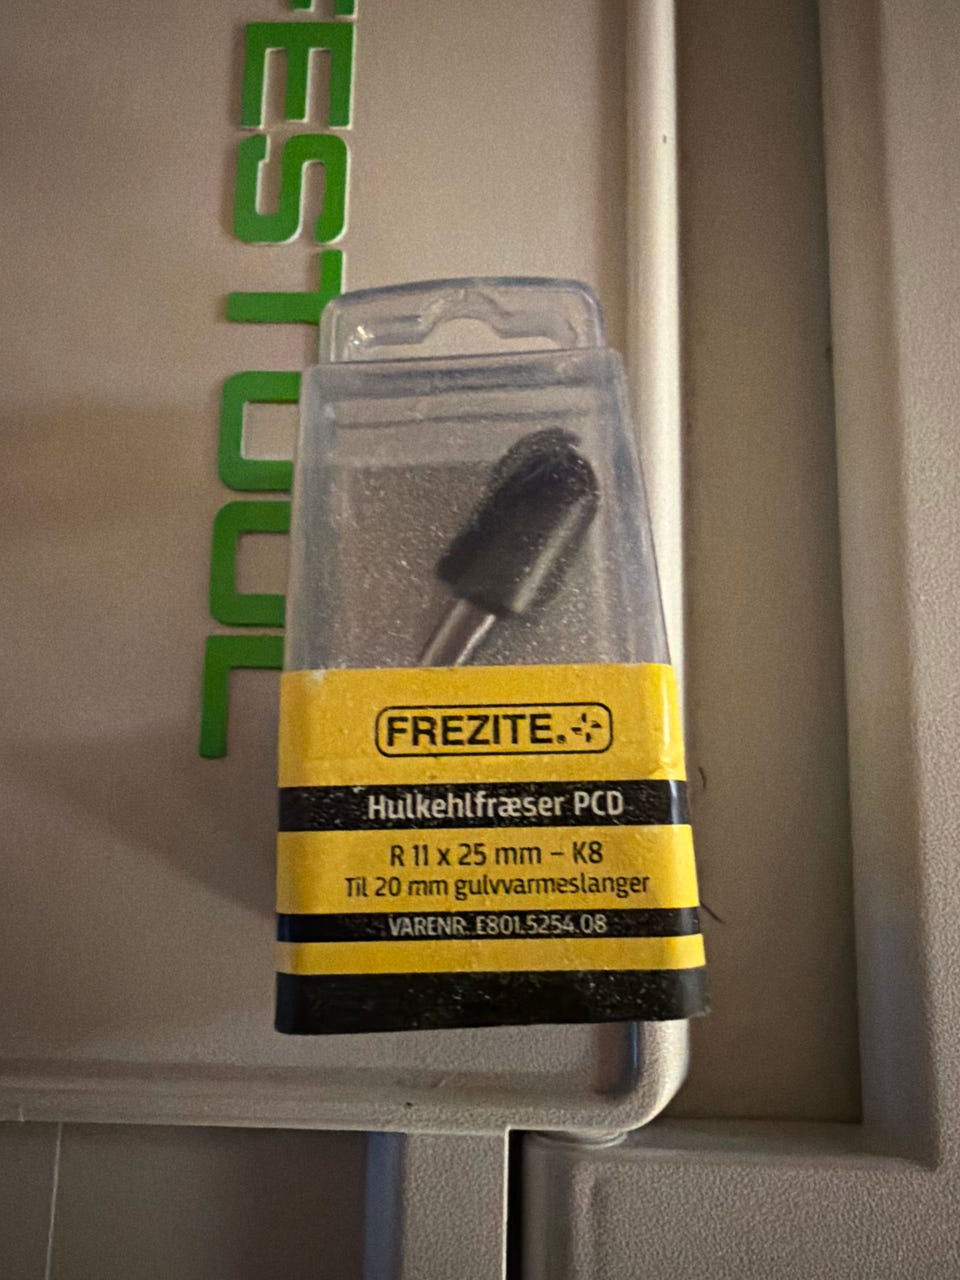 FESTOOL
FREZITE®
Hulkehlfræser PCD
R 11 x 25 mm – K8
Til 20 mm gulvvarmeslanger
VARENR. E801.5254.08